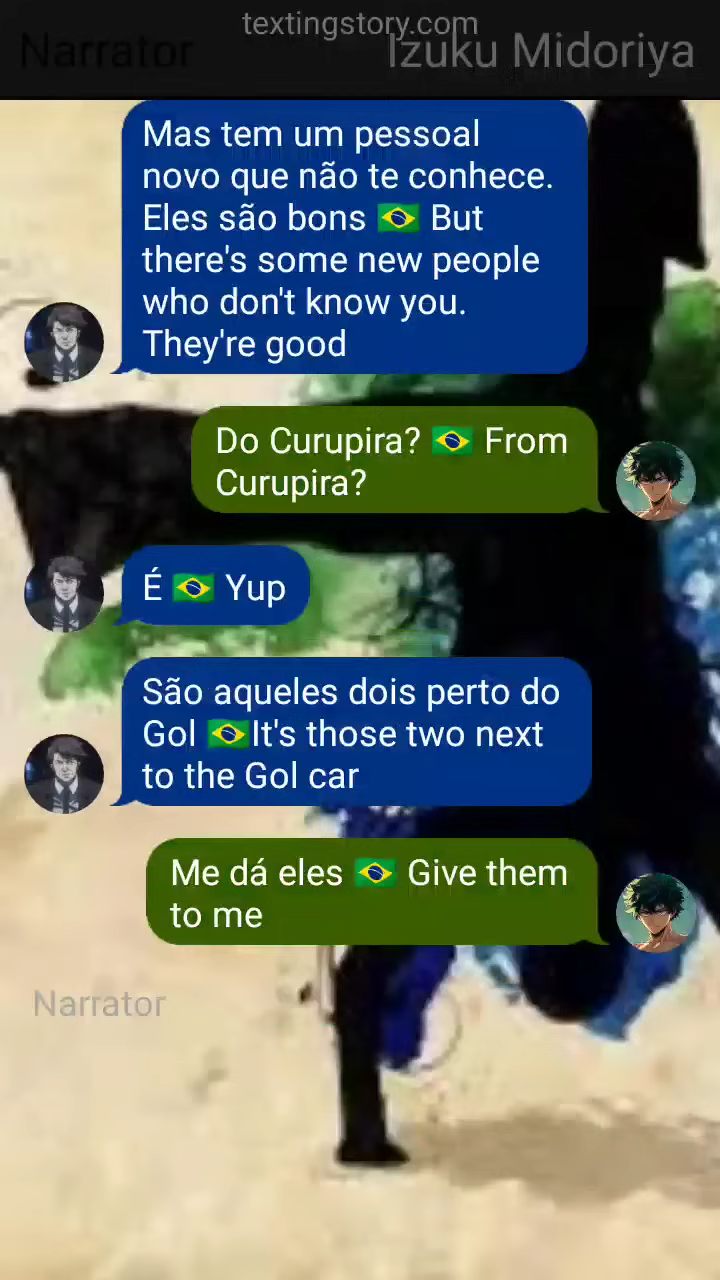 textingstory.com
Narrator
Izuku Midoriya
Mas tem um pessoal
novo que não te conhece.
Eles são bons 🇧🇷 But
there's some new people
who don't know you.
They're good
Do Curupira? 🇧🇷 From
Curupira?
É 🇧🇷 Yup
São aqueles dois perto do
Gol 🇧🇷It's those two next
to the Gol car
Me dá eles 🇧🇷 Give them
to me
Narrator